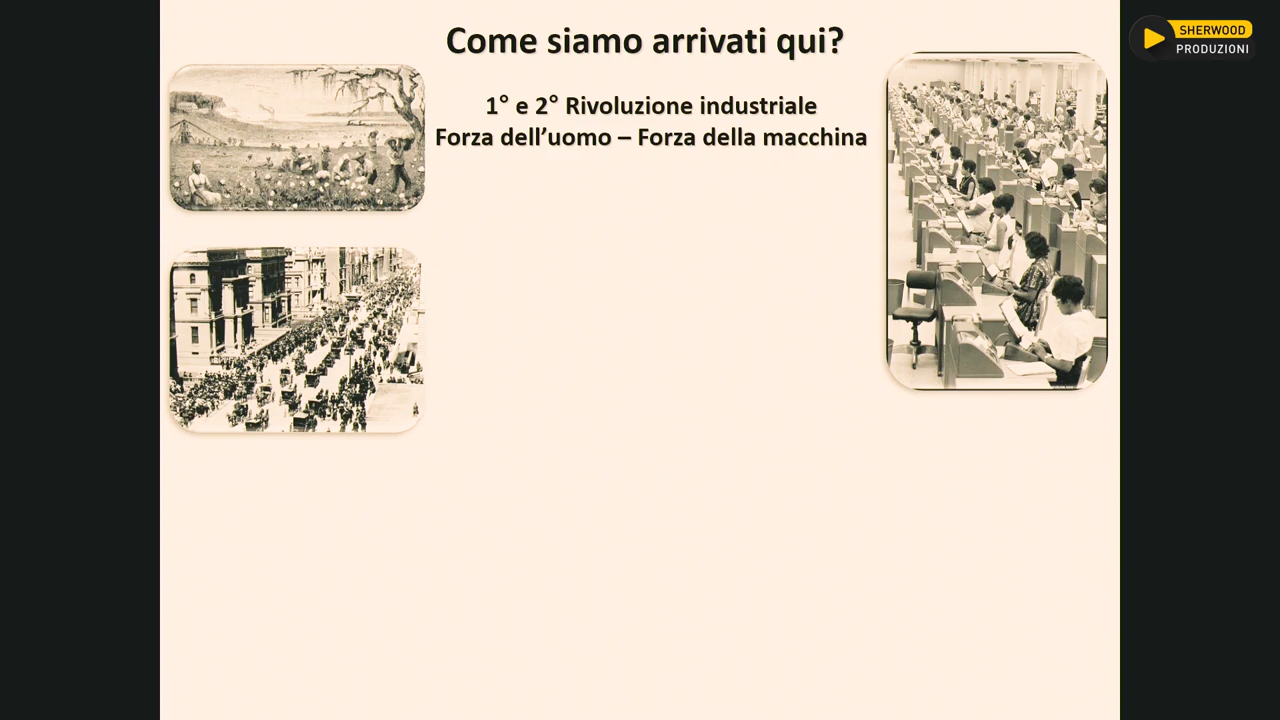 Come siamo arrivati qui?
1° e 2° Rivoluzione industriale
Forza dell’uomo – Forza della macchina
SHERWOOD
PRODUZIONI